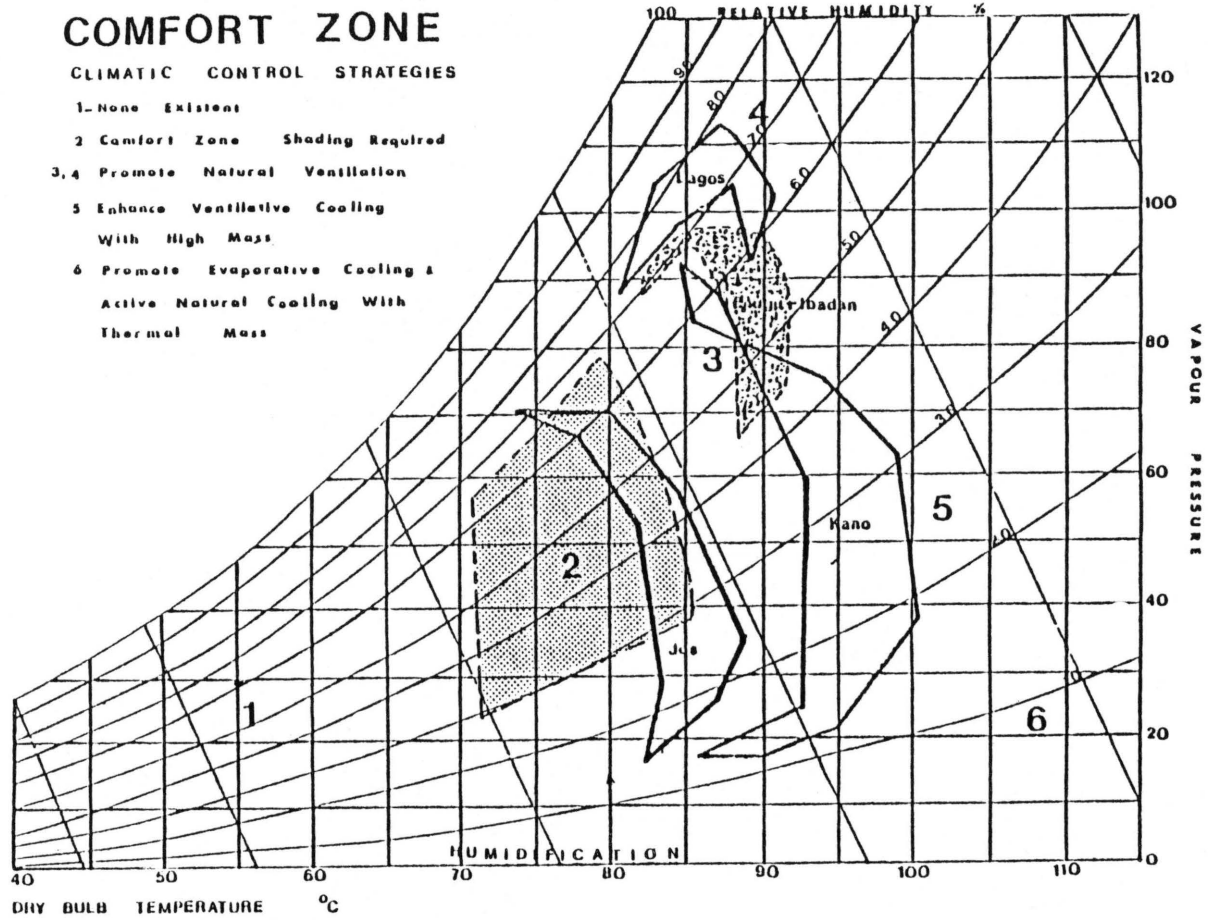 COMFORT ZONE
CLIMATIC CONTROL STRATEGIES
1_ None Existent
2 Comfort Zone Shading Required
3,4 Promote Natural Ventilation
5 Enhance Ventilative Cooling
With High Mass
6 Promote Evaporative Cooling &
Active Natural Cooling With
Thermal Mass
100 RELATIVE HUMIDITY %
90
80
70
60
50
40
30
20
10
4
Lagos
Ibadan
3
5
Kano
2
Jos
1
6
HUMIDIFICATION
120
100
80
60
40
20
0
VAPOUR PRESSURE
40 50 60 70 80 90 100 110
DRY BULB TEMPERATURE °C